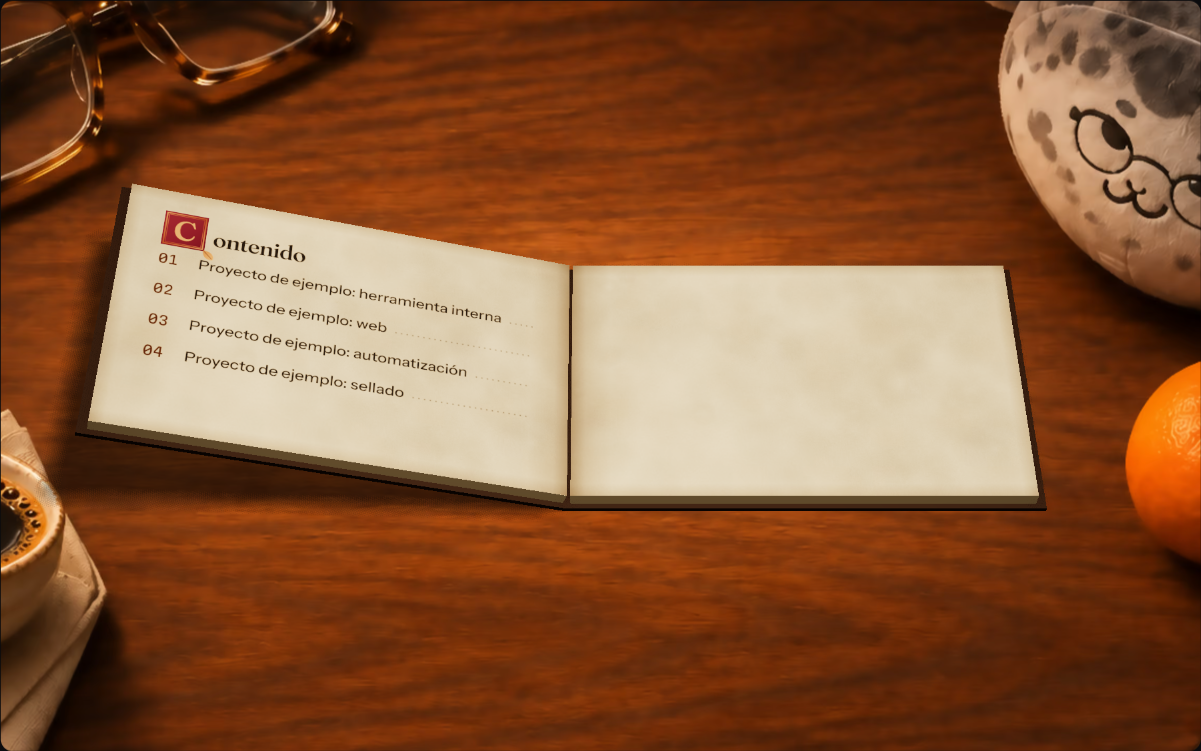 Contenido
01 Proyecto de ejemplo: herramienta interna
02 Proyecto de ejemplo: web
03 Proyecto de ejemplo: automatización
04 Proyecto de ejemplo: sellado